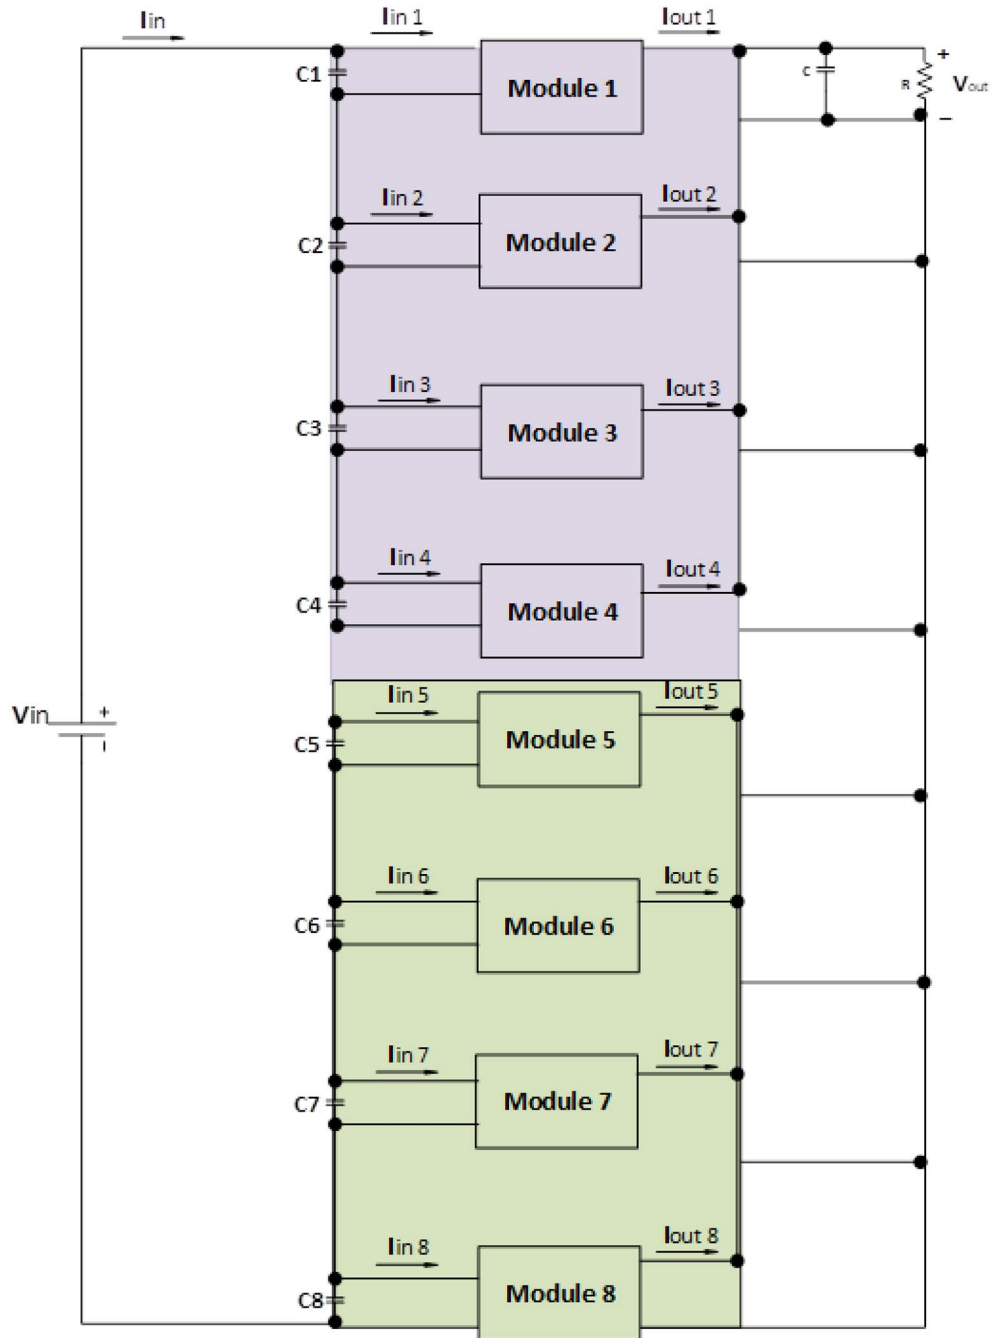 Iin
Iin 1
Iout 1
C1
Module 1
C
R
+
Vout
−
Iin 2
Iout 2
C2
Module 2
Iin 3
Iout 3
C3
Module 3
Iin 4
Iout 4
C4
Module 4
Vin
+
-
Iin 5
Iout 5
C5
Module 5
Iin 6
Iout 6
C6
Module 6
Iin 7
Iout 7
C7
Module 7
Iin 8
Iout 8
C8
Module 8